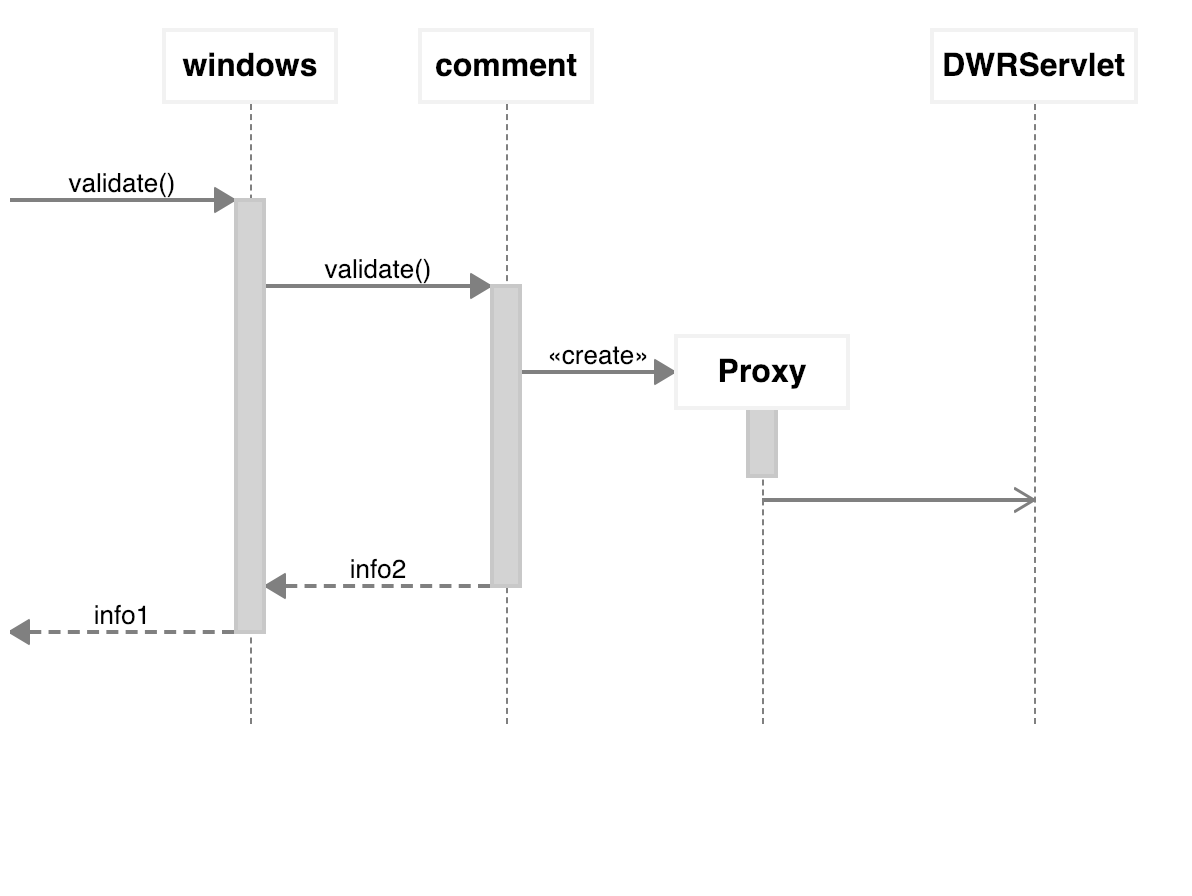 windows
comment
DWRServlet
validate()
validate()
«create»
Proxy
info2
info1